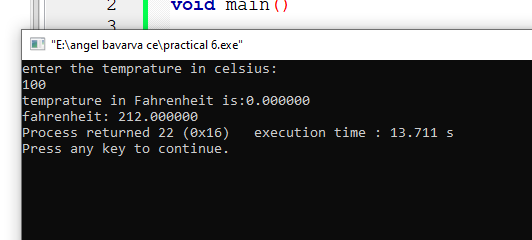 2 void main()
3
"E:\angel bavarva ce\practical 6.exe"
enter the temprature in celsius:
100
temprature in Fahrenheit is:0.000000
fahrenheit: 212.000000
Process returned 22 (0x16)   execution time : 13.711 s
Press any key to continue.